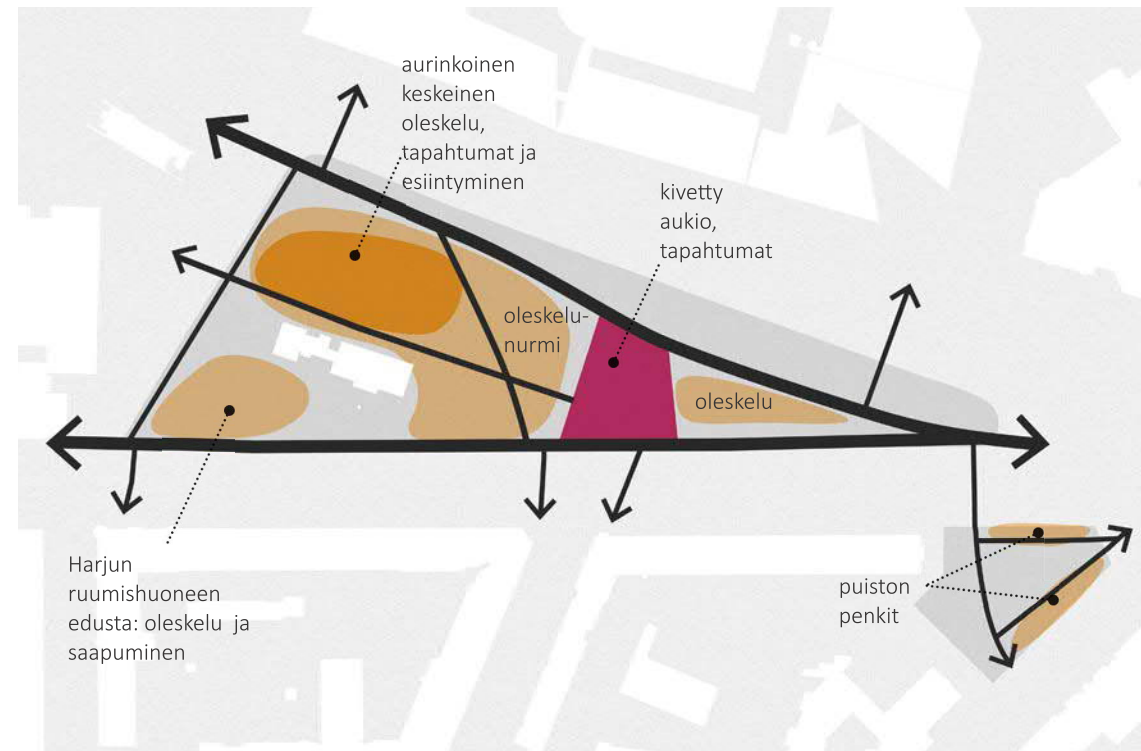 aurinkoinen
keskeinen
oleskelu,
tapahtumat ja
esiintyminen
kivetty
aukio,
tapahtumat
oleskelu-
nurmi
oleskelu
Harjun
ruumishuoneen
edusta: oleskelu ja
saapuminen
puiston
penkit